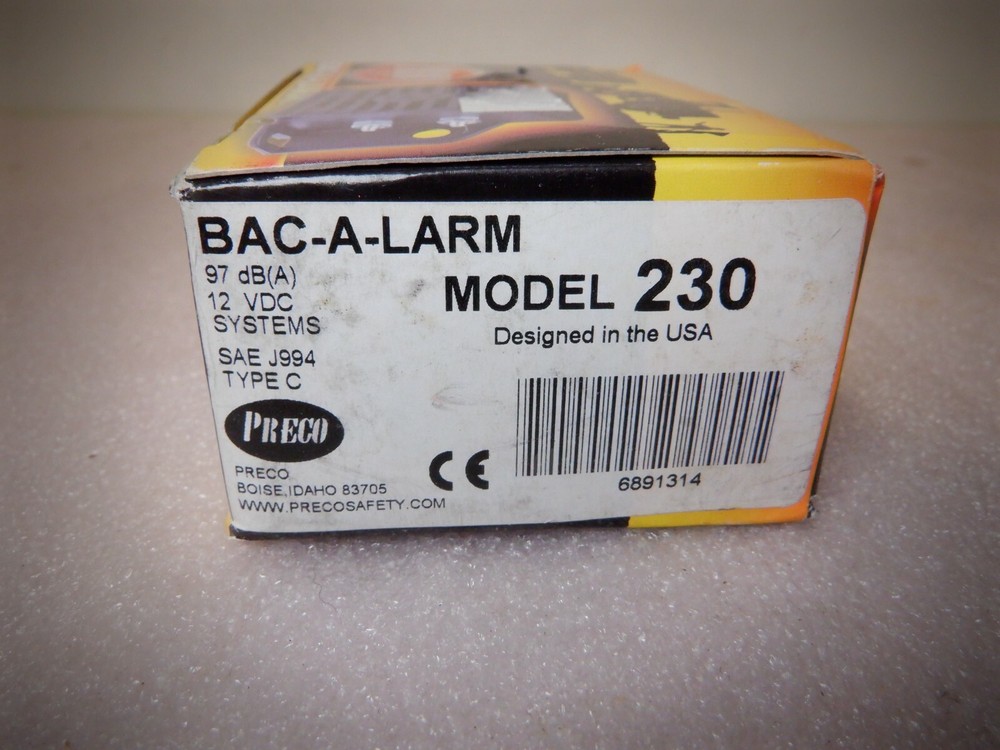 BAC-A-LARM
97 dB(A)
12 VDC
SYSTEMS
SAE J994
TYPE C
MODEL 230
Designed in the USA
PRECO
PRECO
BOISE,IDAHO 83705
WWW.PRECOSAFETY.COM
CE
6891314